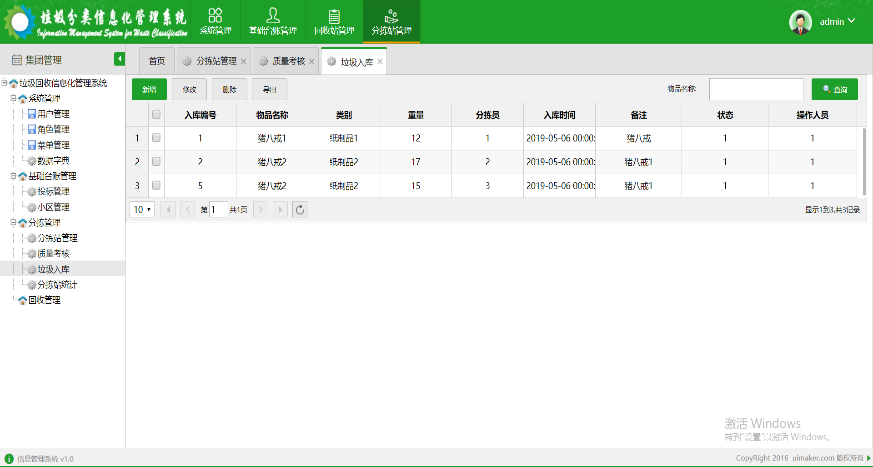 垃圾分类信息化管理系统
Information Management System for Waste Classification
系统管理
基础台账管理
回收站管理
分拣站管理
admin
集团管理
首页
分拣站管理 ×
质量考核 ×
垃圾入库 ×
垃圾回收信息化管理系统
系统管理
用户管理
角色管理
菜单管理
数据字典
基础台账管理
投标管理
小区管理
分拣管理
分拣站管理
质量考核
垃圾入库
分拣站统计
回收管理
新增 修改 删除 导出
物品名称:
查询
入库编号 物品名称 类别 重量 分拣员 入库时间 备注 状态 操作人员
1 1 猪八戒1 纸制品1 12 1 2019-05-06 00:00: 猪八戒 1 1
2 2 猪八戒2 纸制品2 17 2 2019-05-06 00:00: 猪八戒1 1 1
3 5 猪八戒2 纸制品2 15 3 2019-05-06 00:00: 猪八戒1 1 1
10 第 1 共1页
显示1到3,共3记录
激活 Windows
转到"设置"以激活 Windows。
信息管理系统 v1.0
CopyRight 2016 uimaker.com 版权所有